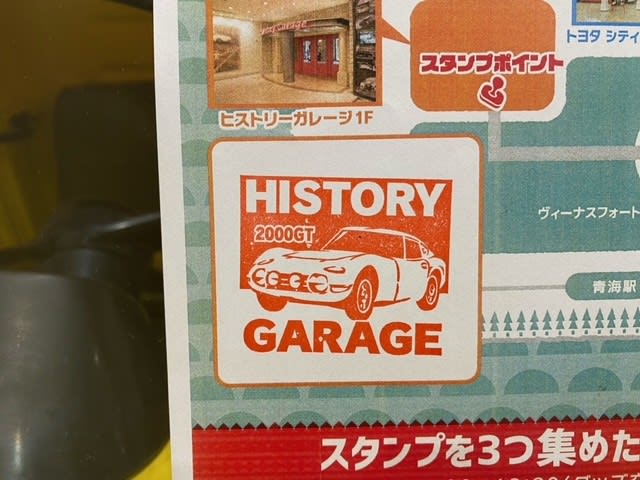 トヨタ シティ
スタンプポイント
ヒストリーガレージ1F
HISTORY
2000GT
GARAGE
ヴィーナスフォート
青海駅
スタンプを3つ集めた